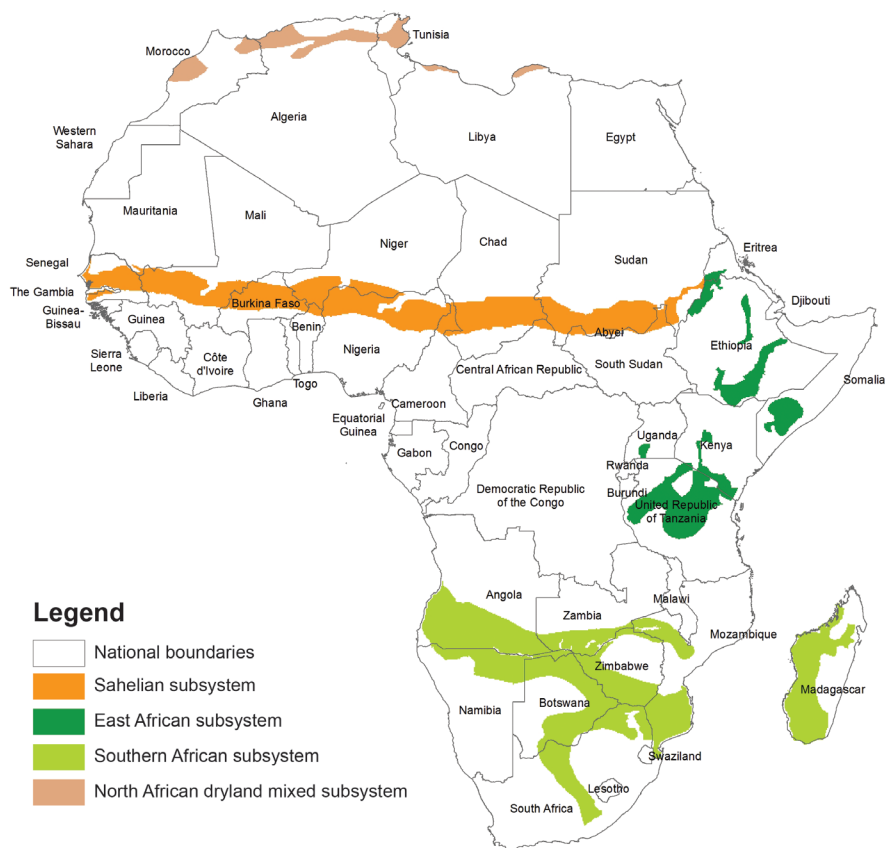 Tunisia
Morocco
Algeria
Libya
Egypt
Western
Sahara
Mauritania
Mali
Niger
Chad
Sudan
Eritrea
Senegal
The Gambia
Guinea-
Bissau
Guinea
Burkina Faso
Benin
Djibouti
Abyei
Ethiopia
Sierra
Leone
Côte
d'Ivoire
Nigeria
Central African Republic
South Sudan
Somalia
Liberia
Ghana
Togo
Cameroon
Equatorial
Guinea
Gabon
Congo
Uganda
Kenya
Rwanda
Burundi
Democratic Republic
of the Congo
United Republic
of Tanzania
Angola
Zambia
Malawi
Mozambique
Zimbabwe
Madagascar
Namibia
Botswana
Swaziland
Lesotho
South Africa
Legend
National boundaries
Sahelian subsystem
East African subsystem
Southern African subsystem
North African dryland mixed subsystem